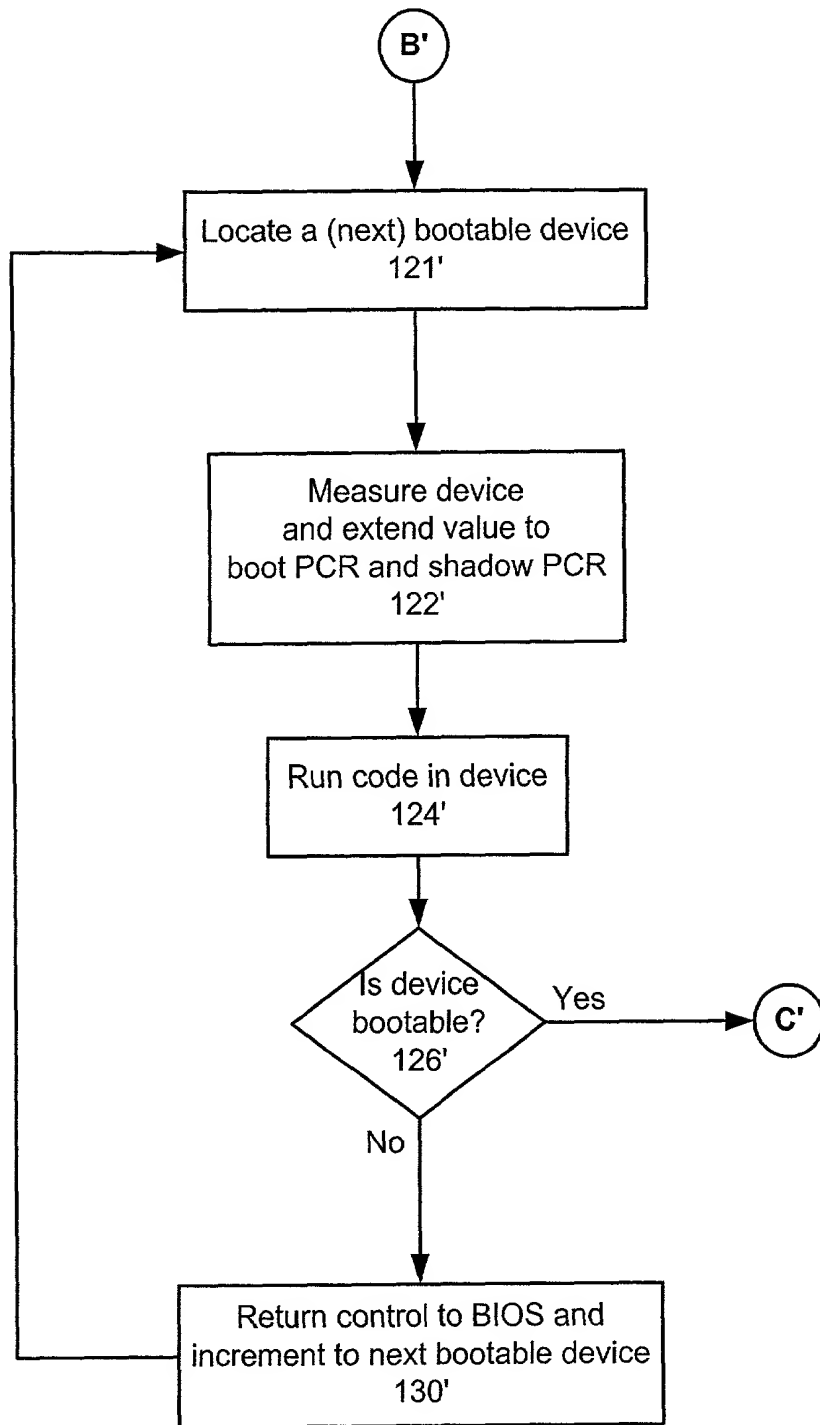 B'
Locate a (next) bootable device
121'
Measure device
and extend value to
boot PCR and shadow PCR
122'
Run code in device
124'
Is device
bootable?
126'
Yes
C'
No
Return control to BIOS and
increment to next bootable device
130'